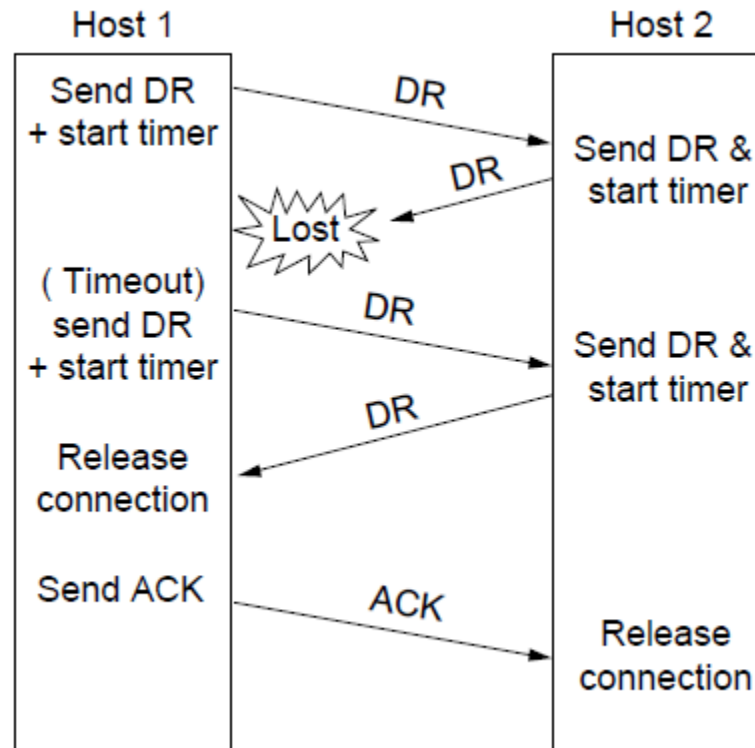 Host 1
Host 2
Send DR
+ start timer
DR
Send DR &
start timer
DR
Lost
( Timeout)
send DR
+ start timer
DR
Send DR &
start timer
DR
Release
connection
Send ACK
ACK
Release
connection